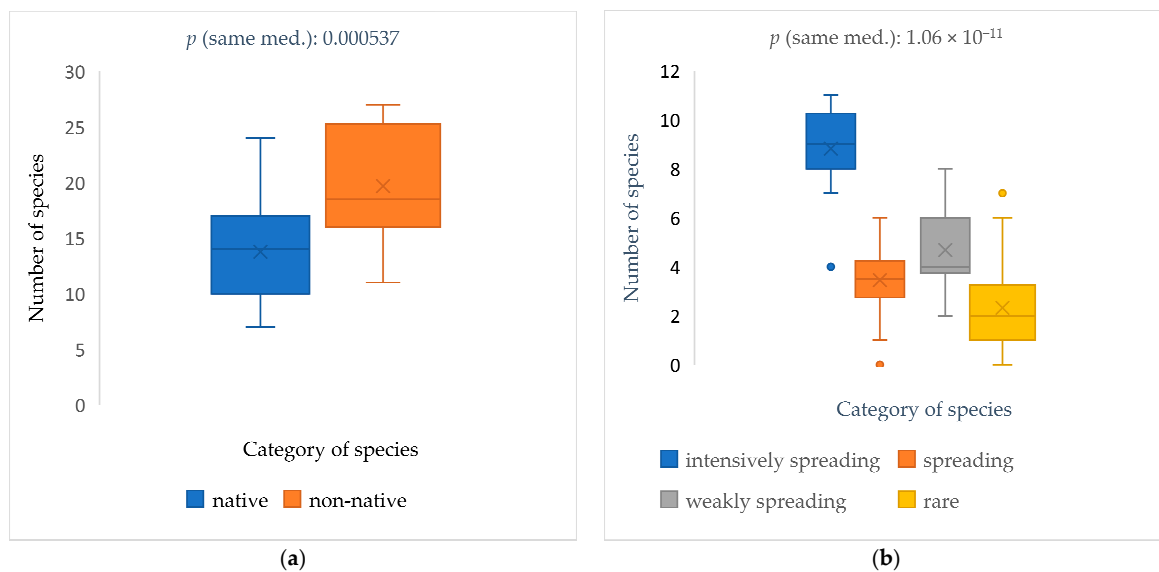 p (same med.): 0.000537
30
25
20
15
10
5
0
Number of species
Category of species
native
non-native
(a)
p (same med.): 1.06 × 10⁻¹¹
12
10
8
6
4
2
0
Number of species
Category of species
intensively spreading
spreading
weakly spreading
rare
(b)